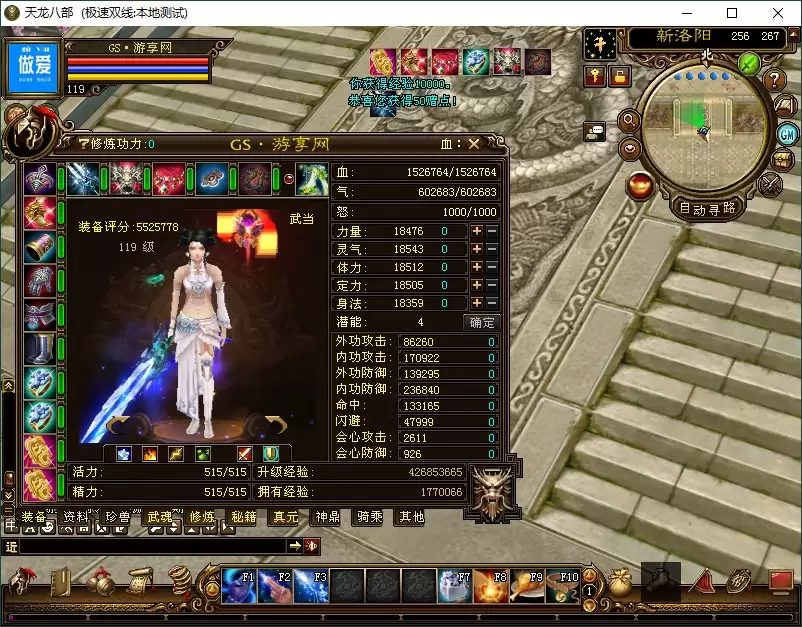 天龙八部 (极速双线:本地测试)
GS·游享网
做爱
119
新洛阳 256 267
北
GM
自动寻路
你获得经验10000。
恭喜您获得50赠点!
修炼功力:0
GS·游享网
血:
装备评分:5525778
武当
119 级
血: 1526764/1526764
气: 602683/602683
怒: 1000/1000
力量: 18476 0
灵气: 18543 0
体力: 18512 0
定力: 18505 0
身法: 18359 0
潜能: 4 确定
外功攻击: 86260 0
内功攻击: 170922 0
外功防御: 139295 0
内功防御: 236840 0
命中: 133165 0
闪避: 47999 0
会心攻击: 2611 0
会心防御: 926 0
活力: 515/515 升级经验: 426853665
精力: 515/515 拥有经验: 1770066
装备 资料 珍兽 武魂 修炼 秘籍 真元 神鼎 骑乘 其他
近
F1 F2 F3 F7 F8 F9 F10 1